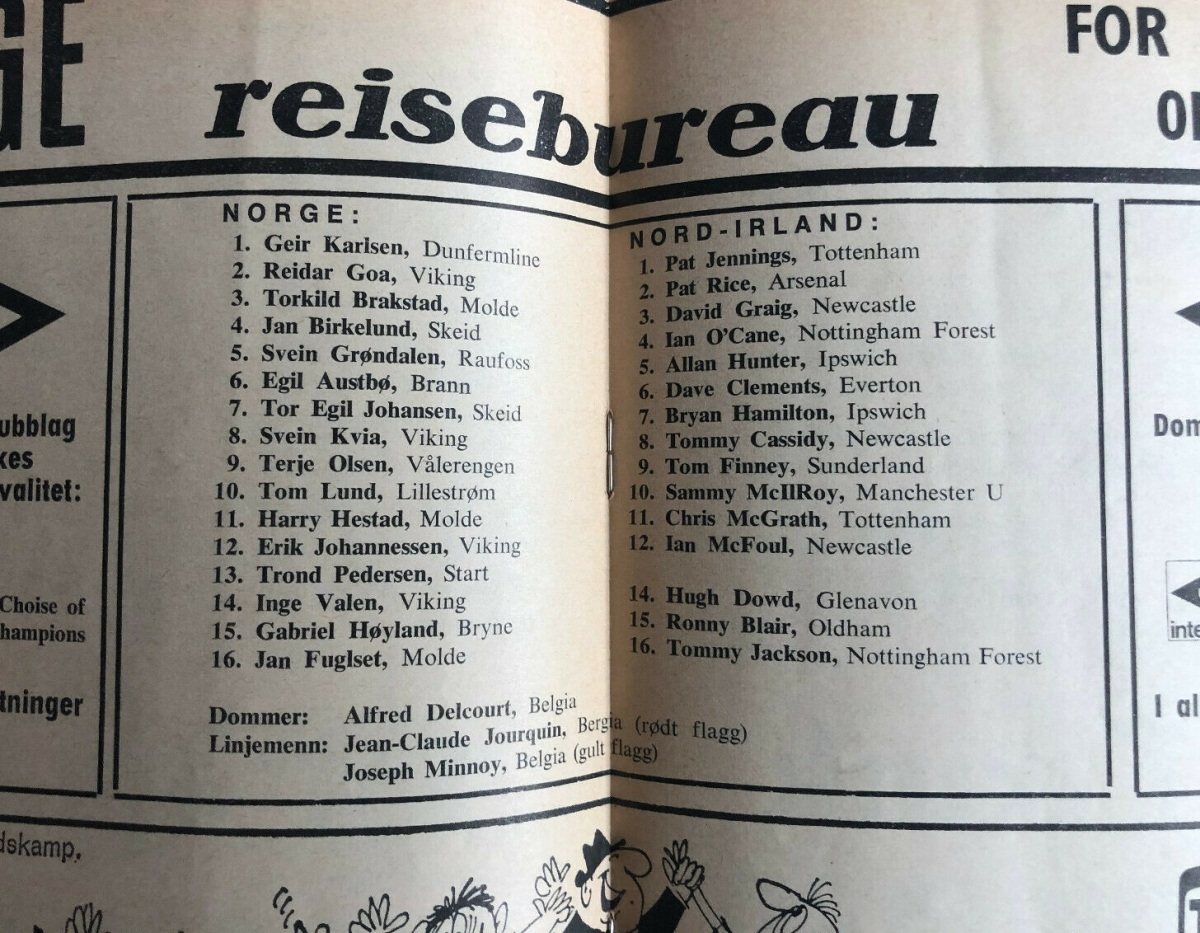 GE
reisebureau
FOR
NORGE:
1. Geir Karlsen, Dunfermline
2. Reidar Goa, Viking
3. Torkild Brakstad, Molde
4. Jan Birkelund, Skeid
5. Svein Grøndalen, Raufoss
6. Egil Austbø, Brann
7. Tor Egil Johansen, Skeid
8. Svein Kvia, Viking
9. Terje Olsen, Vålerengen
10. Tom Lund, Lillestrøm
11. Harry Hestad, Molde
12. Erik Johannessen, Viking
13. Trond Pedersen, Start
14. Inge Valen, Viking
15. Gabriel Høyland, Bryne
16. Jan Fuglset, Molde
Dommer: Alfred Delcourt, Belgia
Linjemenn: Jean-Claude Jourquin, Bergia (rødt flagg)
Joseph Minnoy, Belgia (gult flagg)
NORD-IRLAND:
1. Pat Jennings, Tottenham
2. Pat Rice, Arsenal
3. David Graig, Newcastle
4. Ian O'Cane, Nottingham Forest
5. Allan Hunter, Ipswich
6. Dave Clements, Everton
7. Bryan Hamilton, Ipswich
8. Tommy Cassidy, Newcastle
9. Tom Finney, Sunderland
10. Sammy McIlRoy, Manchester U
11. Chris McGrath, Tottenham
12. Ian McFoul, Newcastle
14. Hugh Dowd, Glenavon
15. Ronny Blair, Oldham
16. Tommy Jackson, Nottingham Forest
ubblag
kes
valitet:
Choise of
hampions
tninger
dskamp,
Dom
inte
I al